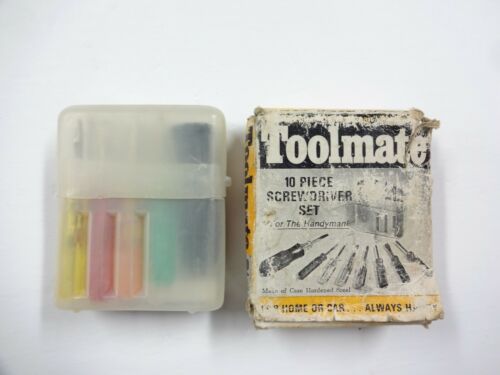 Toolmate
10 PIECE
SCREWDRIVER
SET
For The Handyman
Made of Case Hardened Steel
HOME OR CAR... ALWAYS